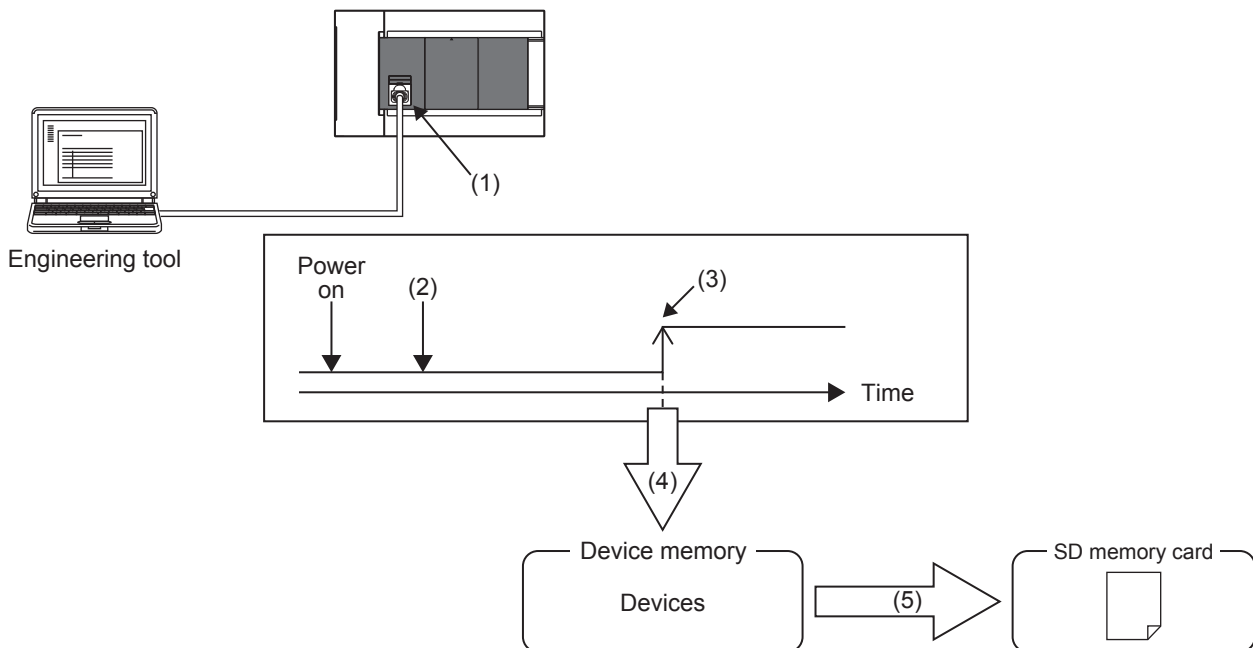 (1)
Engineering tool
Power
on
(2)
(3)
Time
(4)
Device memory
SD memory card
Devices
(5)